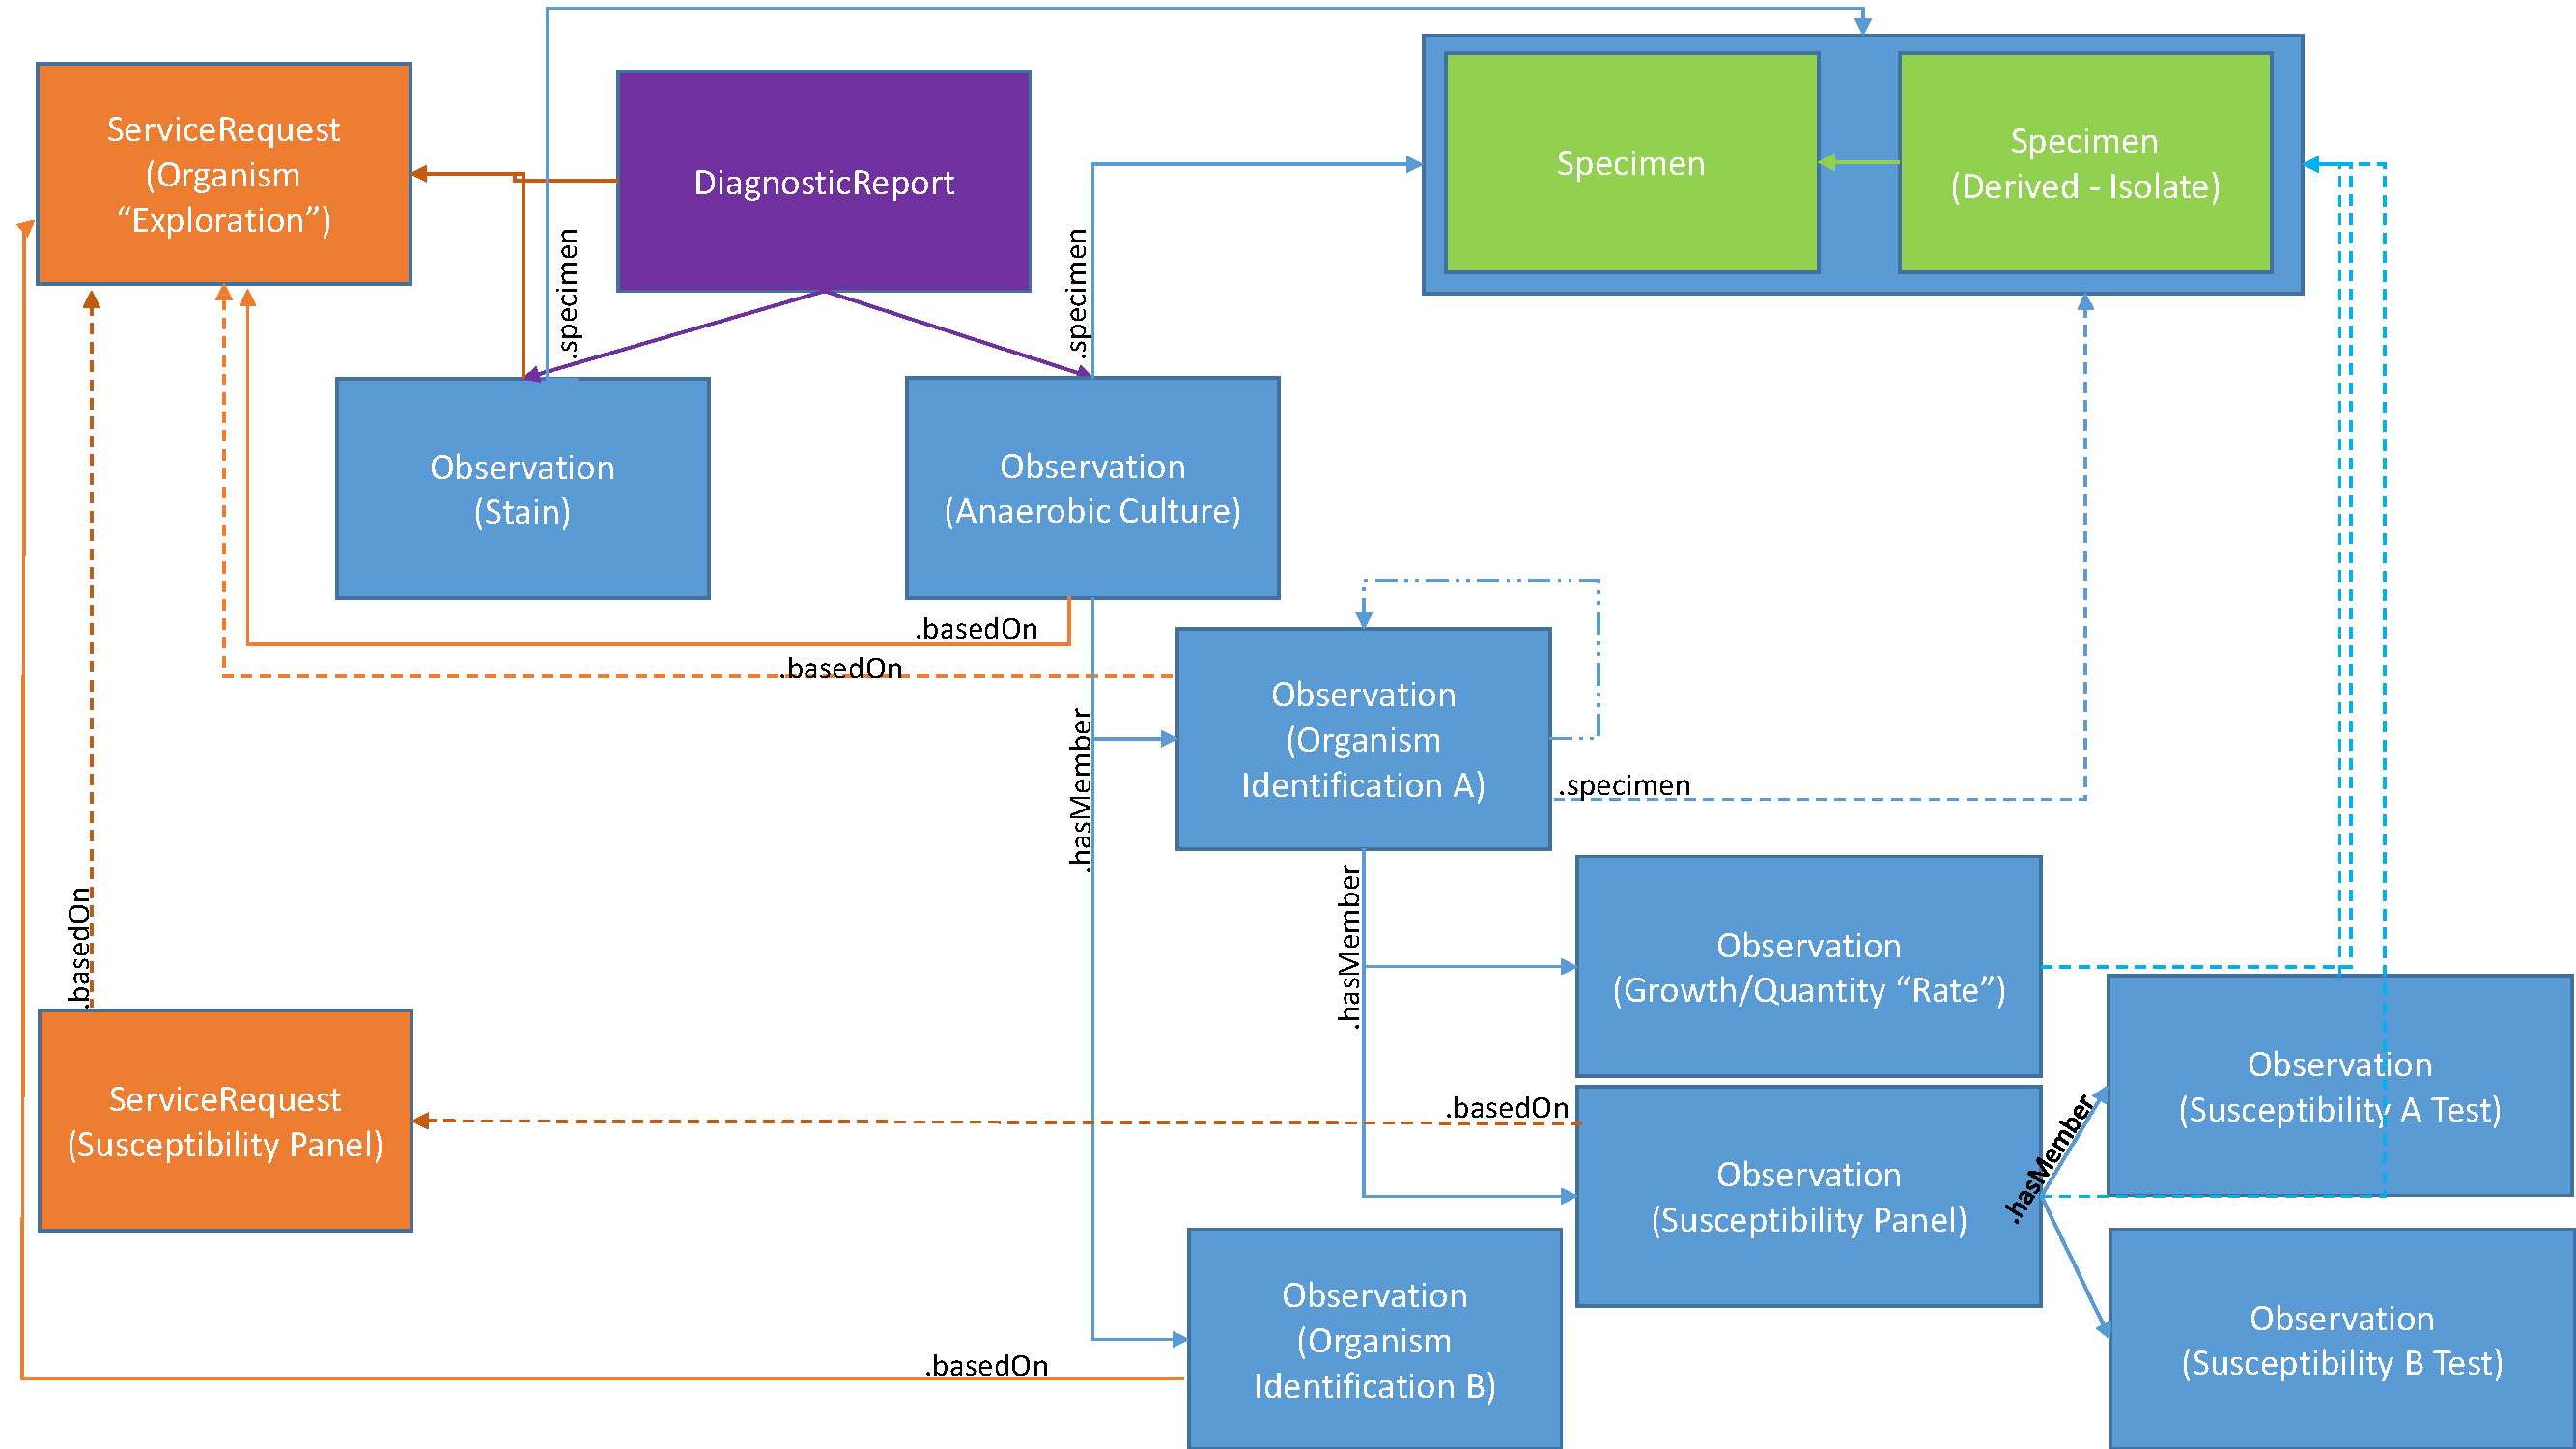 ServiceRequest
(Organism
“Exploration”)
DiagnosticReport
Specimen
Specimen
(Derived - Isolate)
.specimen
.specimen
Observation
(Stain)
Observation
(Anaerobic Culture)
.basedOn
.basedOn
Observation
(Organism
Identification A)
.specimen
.hasMember
.hasMember
.basedOn
Observation
(Growth/Quantity “Rate”)
ServiceRequest
(Susceptibility Panel)
.basedOn
Observation
(Susceptibility Panel)
.hasMember
Observation
(Susceptibility A Test)
Observation
(Organism
Identification B)
.basedOn
Observation
(Susceptibility B Test)